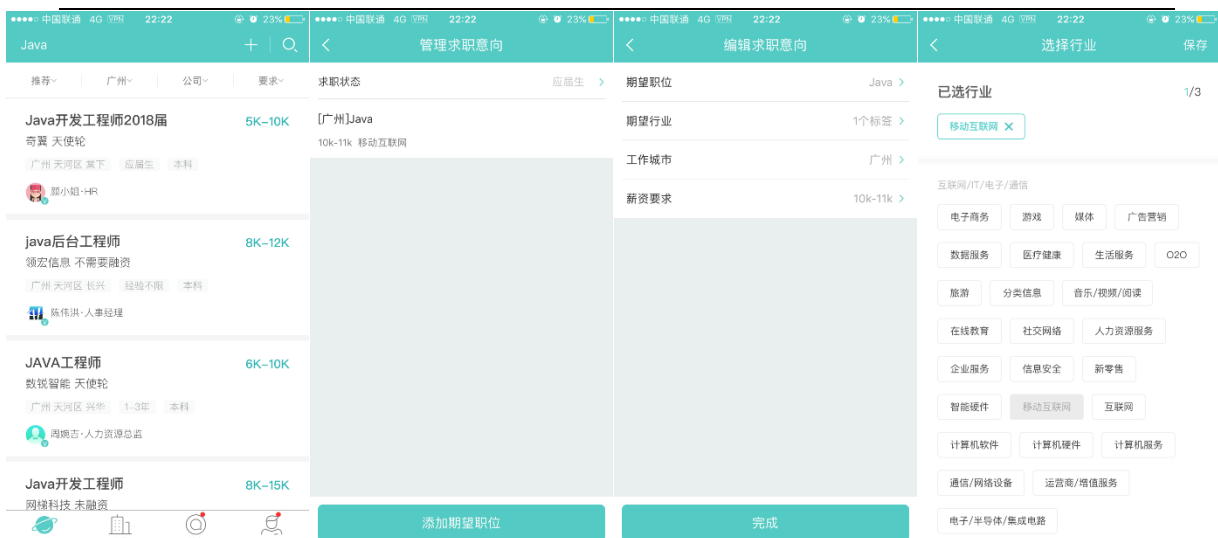 中国联通 4G VPN 22:22 23%
Java
推荐 广州 公司 要求
Java开发工程师2018届 5K-10K
奇翼 天使轮
广州 天河区 棠下 应届生 本科
颜小姐·HR
java后台工程师 8K-12K
领宏信息 不需要融资
广州 天河区 长兴 经验不限 本科
陈伟洪·人事经理
JAVA工程师 6K-10K
数锐智能 天使轮
广州 天河区 兴华 1-3年 本科
周婉吉·人力资源总监
Java开发工程师 8K-15K
网梯科技 未融资
中国联通 4G VPN 22:22 23%
管理求职意向
求职状态 应届生
[广州]Java
10k-11k 移动互联网
添加期望职位
中国联通 4G VPN 22:22 23%
编辑求职意向
期望职位 Java
期望行业 1个标签
工作城市 广州
薪资要求 10k-11k
完成
中国联通 4G VPN 22:22 23%
选择行业 保存
已选行业 1/3
移动互联网
互联网/IT/电子/通信
电子商务 游戏 媒体 广告营销
数据服务 医疗健康 生活服务 O2O
旅游 分类信息 音乐/视频/阅读
在线教育 社交网络 人力资源服务
企业服务 信息安全 新零售
智能硬件 移动互联网 互联网
计算机软件 计算机硬件 计算机服务
通信/网络设备 运营商/增值服务
电子/半导体/集成电路